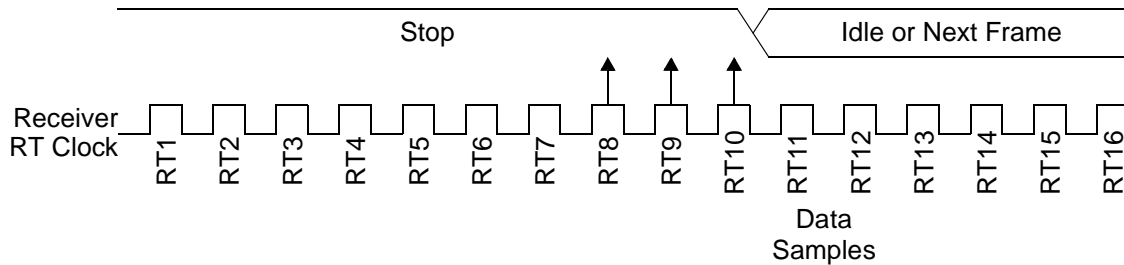 Stop
Idle or Next Frame
Receiver
RT Clock
RT1
RT2
RT3
RT4
RT5
RT6
RT7
RT8
RT9
RT10
RT11
RT12
RT13
RT14
RT15
RT16
Data
Samples